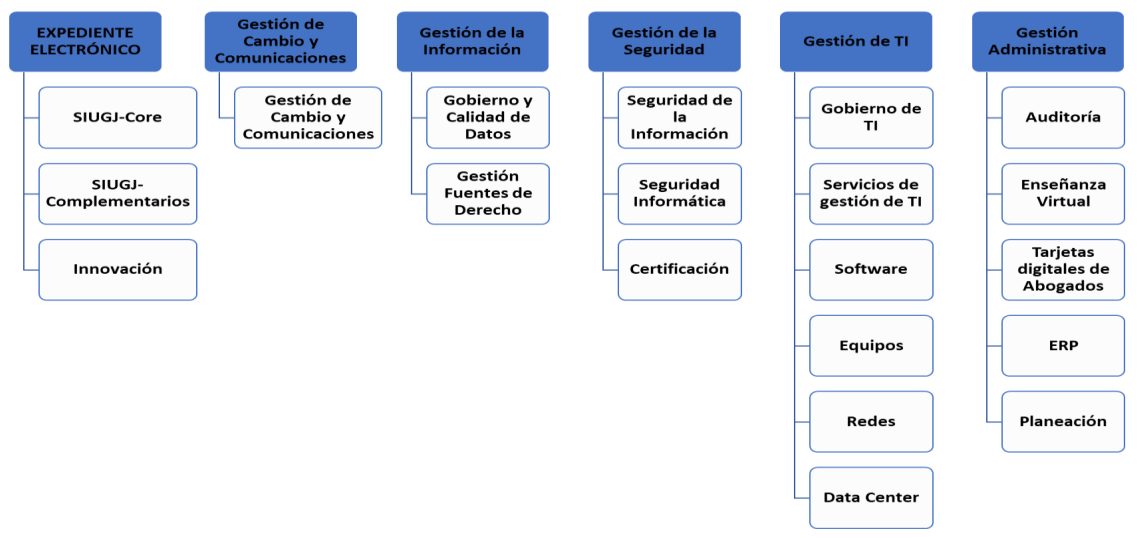 EXPEDIENTE
ELECTRÓNICO
SIUGJ-Core
SIUGJ-
Complementarios
Innovación
Gestión de
Cambio y
Comunicaciones
Gestión de
Cambio y
Comunicaciones
Gestión de la
Información
Gobierno y
Calidad de
Datos
Gestión
Fuentes de
Derecho
Gestión de la
Seguridad
Seguridad de
la
Información
Seguridad
Informática
Certificación
Gestión de TI
Gobierno de
TI
Servicios de
gestión de TI
Software
Equipos
Redes
Data Center
Gestión
Administrativa
Auditoría
Enseñanza
Virtual
Tarjetas
digitales de
Abogados
ERP
Planeación